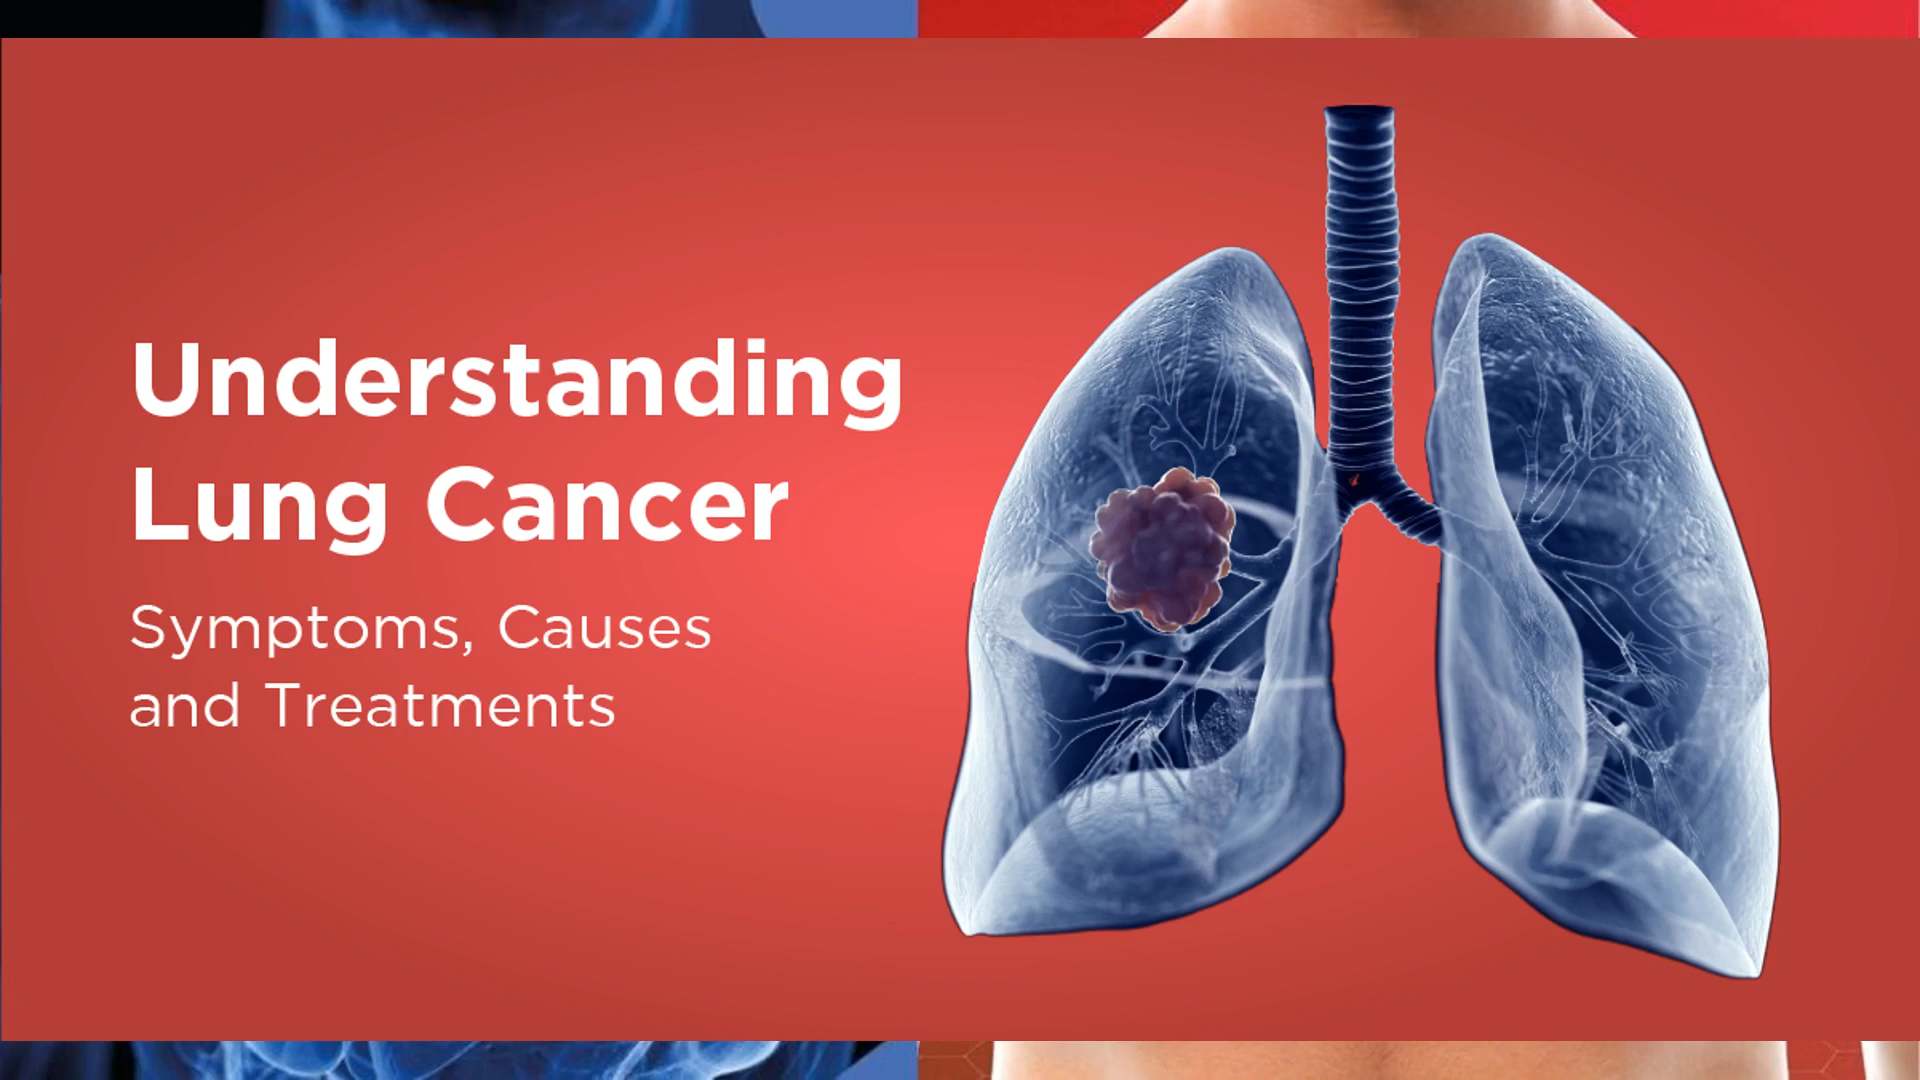 Understanding
Lung Cancer
Symptoms, Causes
and Treatments